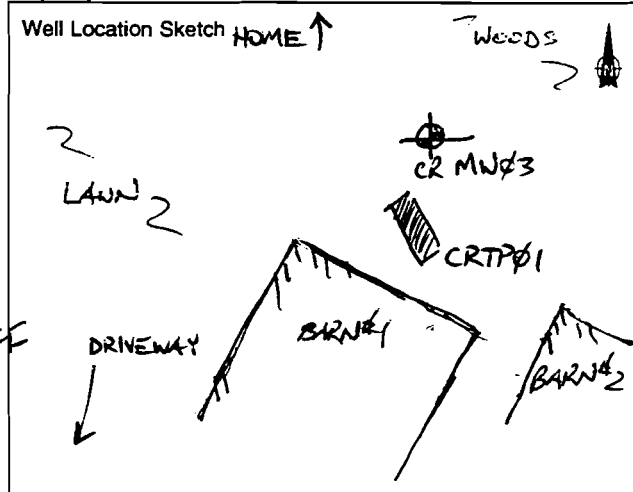 Well Location Sketch HOME
WOODS
CR MWØ3
LAWN
CRTPØ1
BARN#1
DRIVEWAY
BARN#2